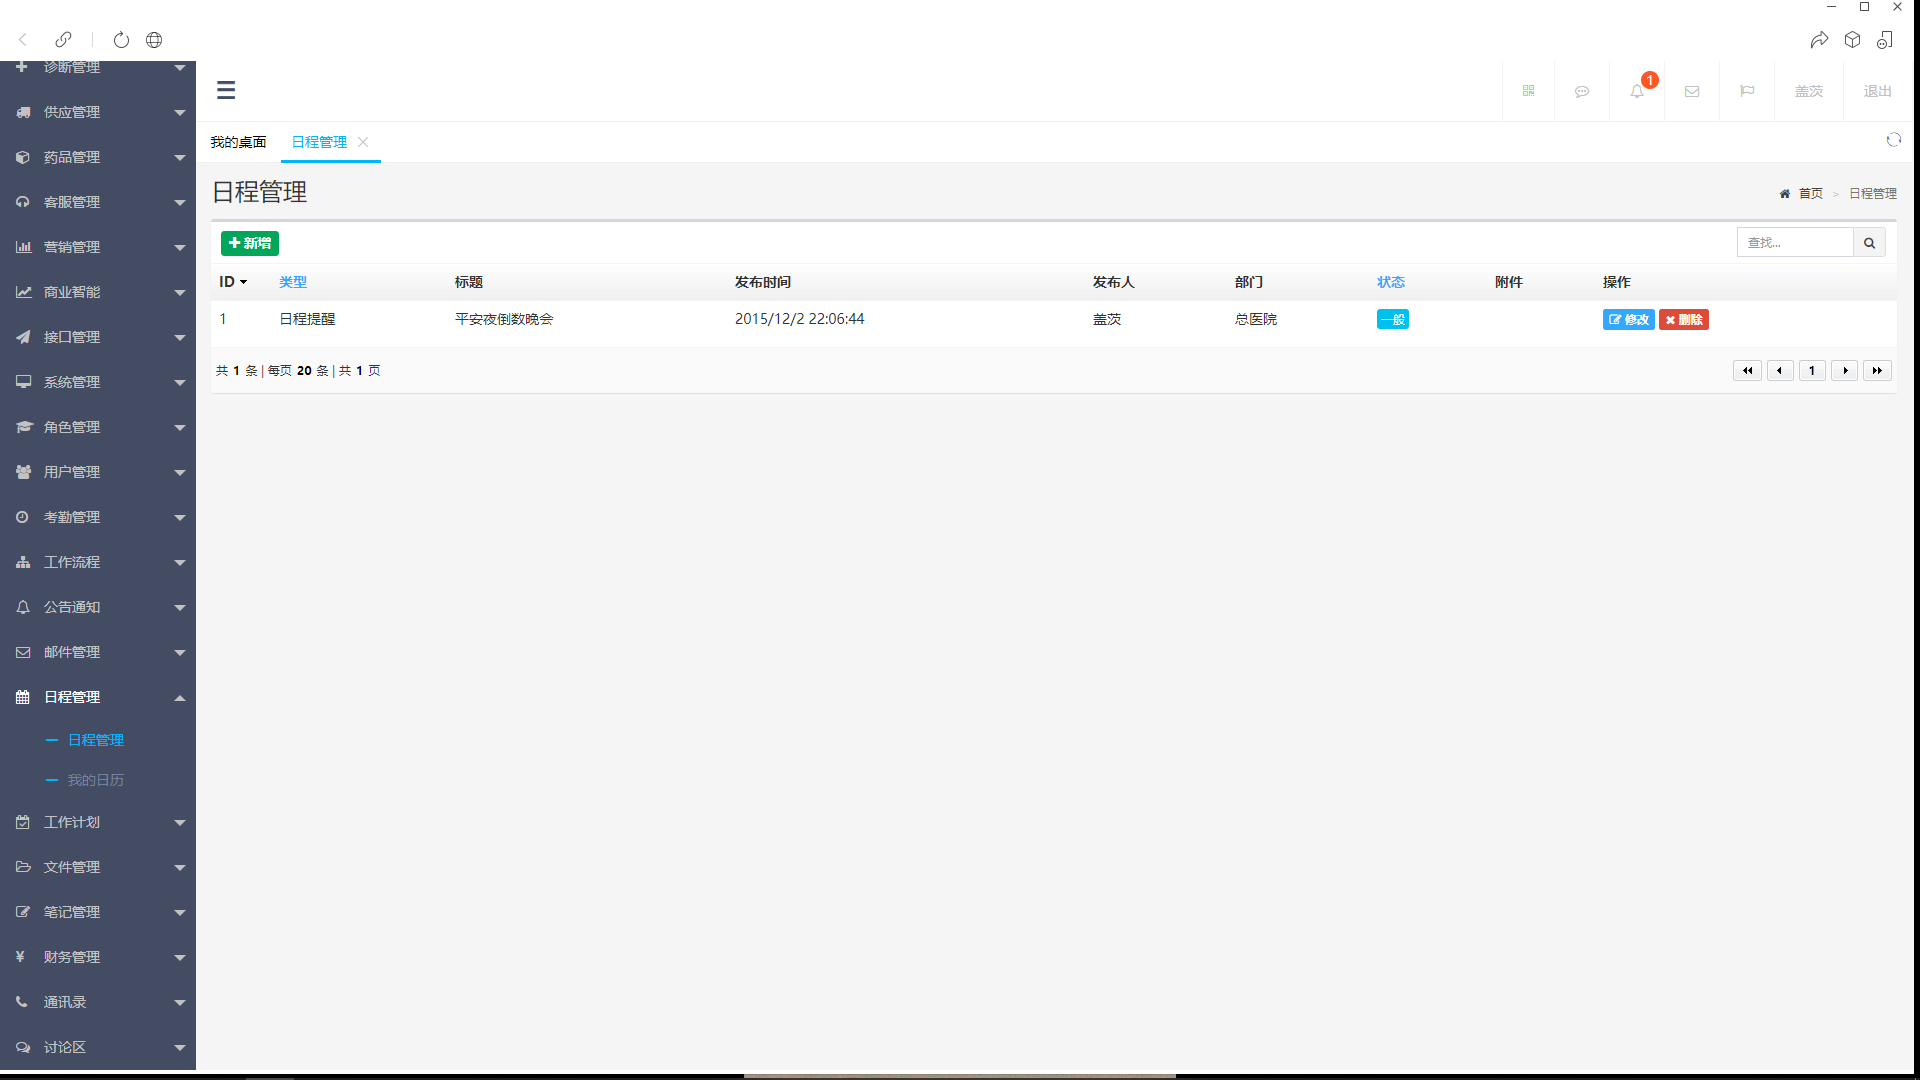 诊断管理
供应管理
药品管理
客服管理
营销管理
商业智能
接口管理
系统管理
角色管理
用户管理
考勤管理
工作流程
公告通知
邮件管理
日程管理
日程管理
我的日历
工作计划
文件管理
笔记管理
财务管理
通讯录
讨论区
1
盖茨
退出
我的桌面 日程管理
日程管理
首页 > 日程管理
新增
查找...
ID 类型 标题 发布时间 发布人 部门 状态 附件 操作
1 日程提醒 平安夜倒数晚会 2015/12/2 22:06:44 盖茨 总医院 一般 修改 删除
共 1 条 | 每页 20 条 | 共 1 页
1